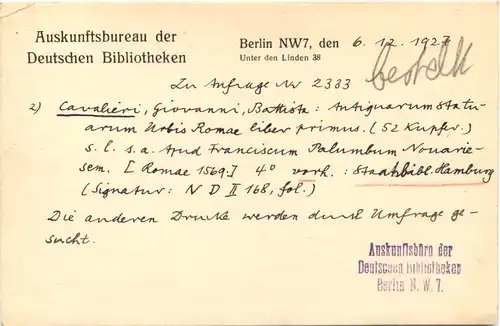 Auskunftsbureau der
Deutschen Bibliotheken
Berlin NW7, den 6.12.1927
Unter den Linden 38
bestellt
Zu Anfrage Nr 2333
2) Cavalieri, Giovanni, Battista: Antiquarum Statu-
arum Urbis Romae liber primus. (52 Kupfer.)
s. l. s. a. Apud Franciscum Palumbum Nouarie-
sem. [Romae 1569.] 4° vorh.: Staatsbibl. Hamburg
(Signatur: N D II 168, fol.)
Die anderen Drucke werden durch Umfrage ge-
sucht.
Auskunftsbüro der
Deutschen Bibliotheken
Berlin N.W.7.